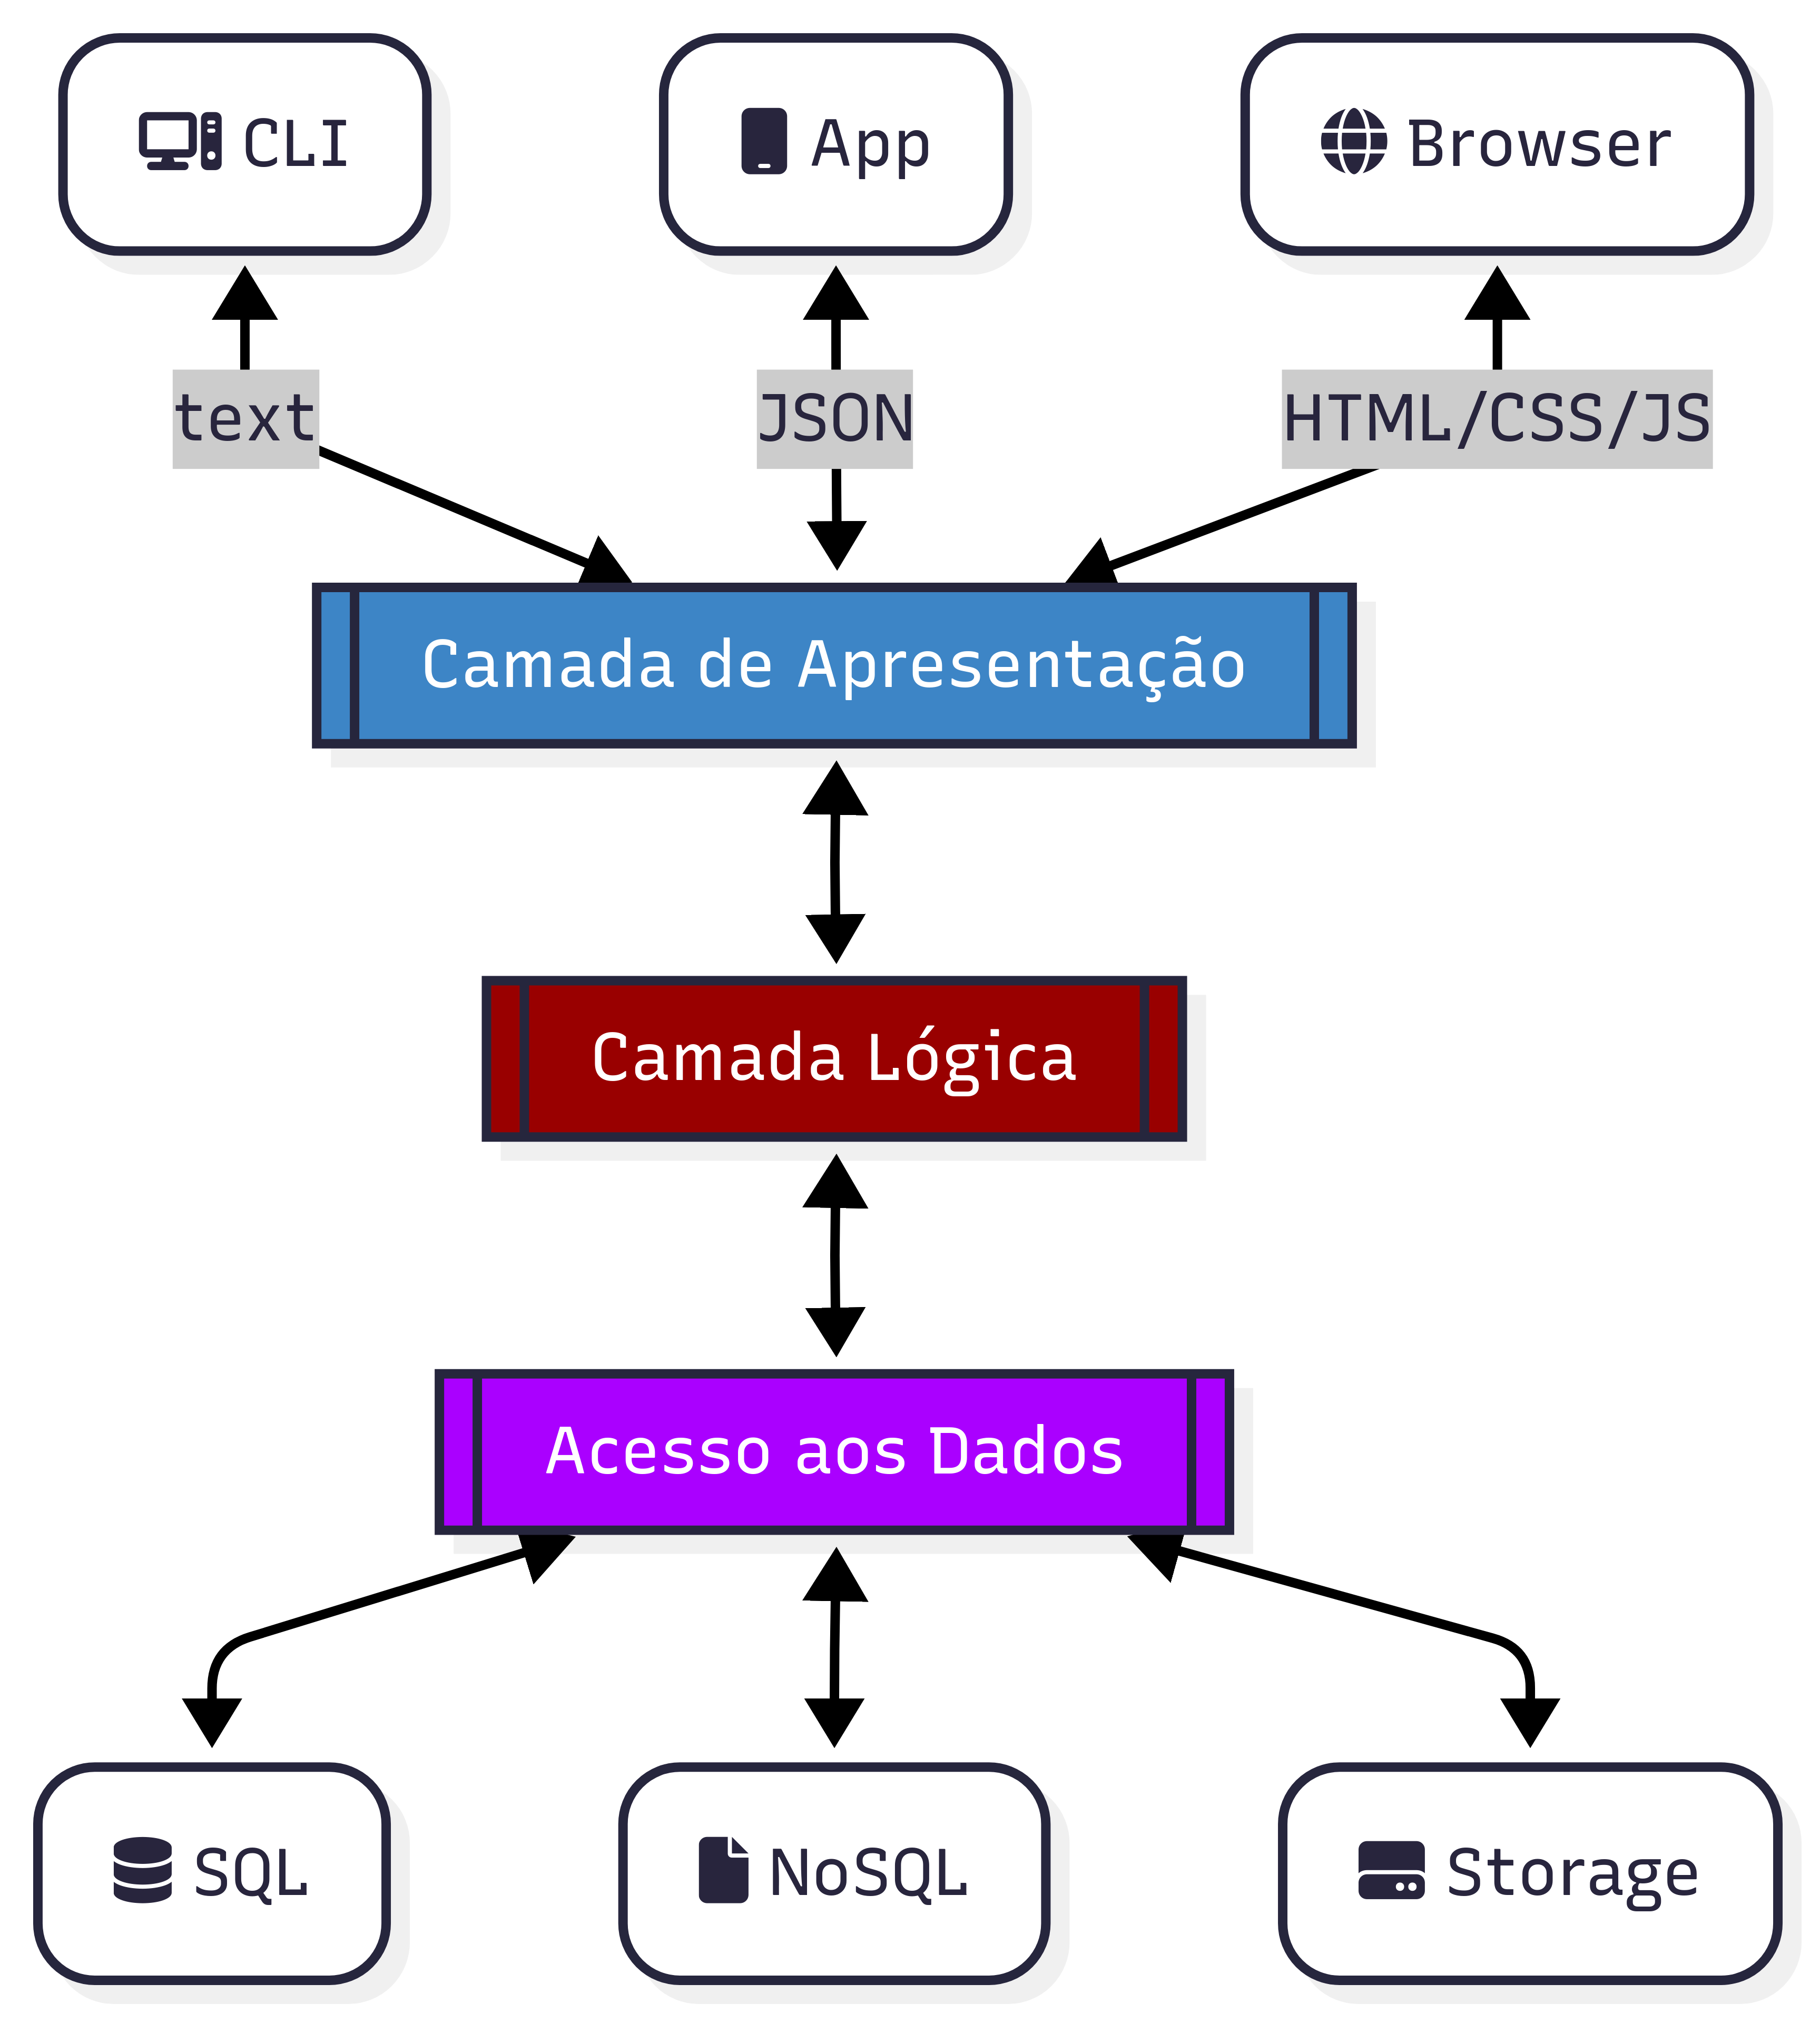 CLI
App
Browser
text
JSON
HTML/CSS/JS
Camada de Apresentação
Camada Lógica
Acesso aos Dados
SQL
NoSQL
Storage